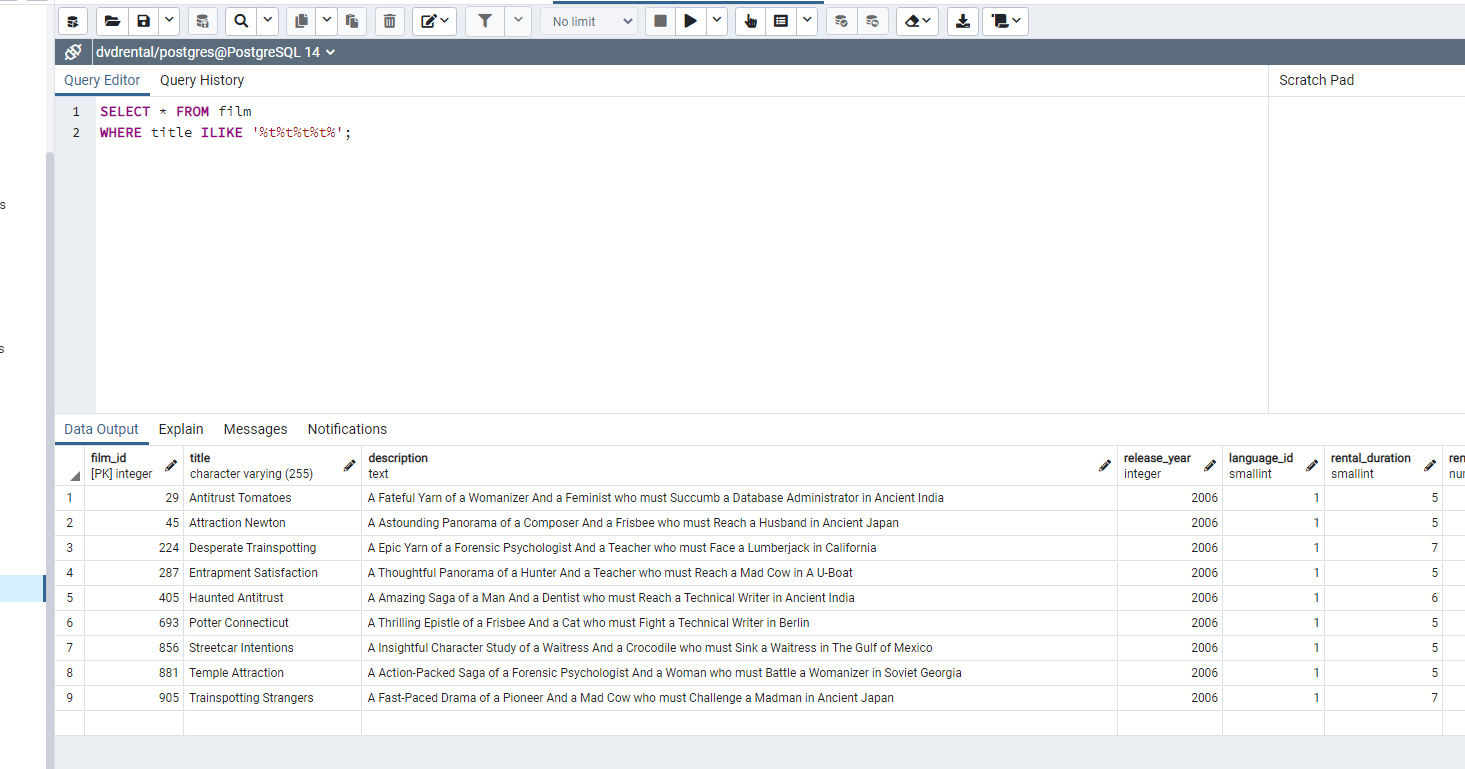 No limit
dvdrental/postgres@PostgreSQL 14
Query Editor Query History Scratch Pad
1 SELECT * FROM film
2 WHERE title ILIKE '%t%t%t%t%';
s
s
Data Output Explain Messages Notifications
film_id title description release_year language_id rental_duration ren
[PK] integer character varying (255) text integer smallint smallint nu
1 29 Antitrust Tomatoes A Fateful Yarn of a Womanizer And a Feminist who must Succumb a Database Administrator in Ancient India 2006 1 5
2 45 Attraction Newton A Astounding Panorama of a Composer And a Frisbee who must Reach a Husband in Ancient Japan 2006 1 5
3 224 Desperate Trainspotting A Epic Yarn of a Forensic Psychologist And a Teacher who must Face a Lumberjack in California 2006 1 7
4 287 Entrapment Satisfaction A Thoughtful Panorama of a Hunter And a Teacher who must Reach a Mad Cow in A U-Boat 2006 1 5
5 405 Haunted Antitrust A Amazing Saga of a Man And a Dentist who must Reach a Technical Writer in Ancient India 2006 1 6
6 693 Potter Connecticut A Thrilling Epistle of a Frisbee And a Cat who must Fight a Technical Writer in Berlin 2006 1 5
7 856 Streetcar Intentions A Insightful Character Study of a Waitress And a Crocodile who must Sink a Waitress in The Gulf of Mexico 2006 1 5
8 881 Temple Attraction A Action-Packed Saga of a Forensic Psychologist And a Woman who must Battle a Womanizer in Soviet Georgia 2006 1 5
9 905 Trainspotting Strangers A Fast-Paced Drama of a Pioneer And a Mad Cow who must Challenge a Madman in Ancient Japan 2006 1 7